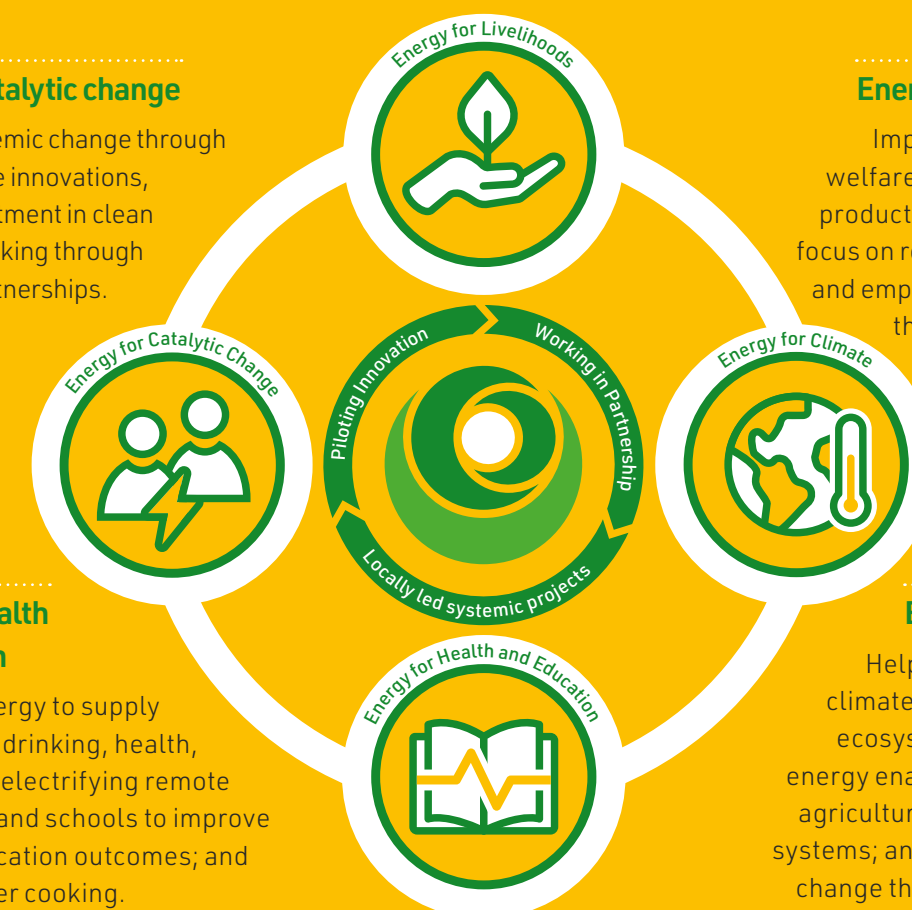 Energy for Livelihoods
talytic change
emic change through
e innovations,
tment in clean
king through
tnerships.
Ener
Imp
welfare
product
focus on re
and emp
th
Energy for Catalytic Change
Piloting Innovation
Working in Partnership
Locally led systemic projects
Energy for Climate
Energy for Health and Education
alth
n
ergy to supply
drinking, health,
electrifying remote
and schools to improve
cation outcomes; and
er cooking.
E
Help
climate
ecosys
energy ena
agricultur
systems; an
change th